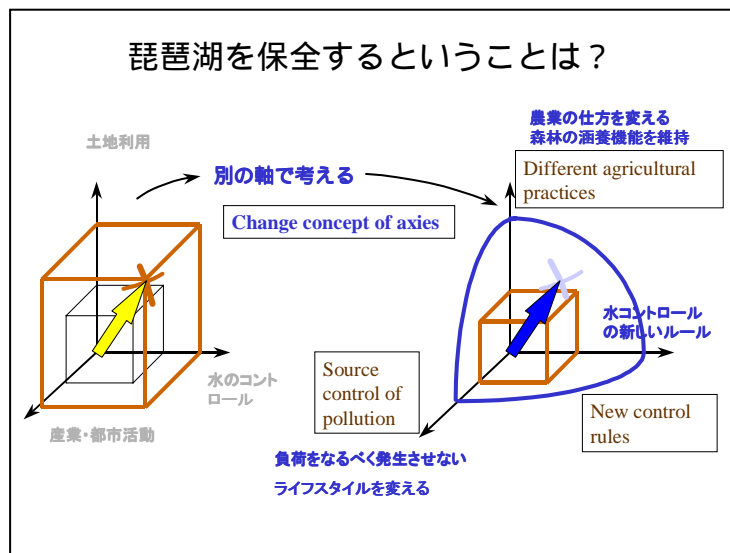 琵琶湖を保全するということは？
農業の仕方を変える
森林の涵養機能を維持
土地利用
別の軸で考える
Different agricultural
practices
Change concept of axies
水コントロール
の新しいルール
水のコント
ロール
Source
control of
pollution
New control
rules
産業・都市活動
負荷をなるべく発生させない
ライフスタイルを変える